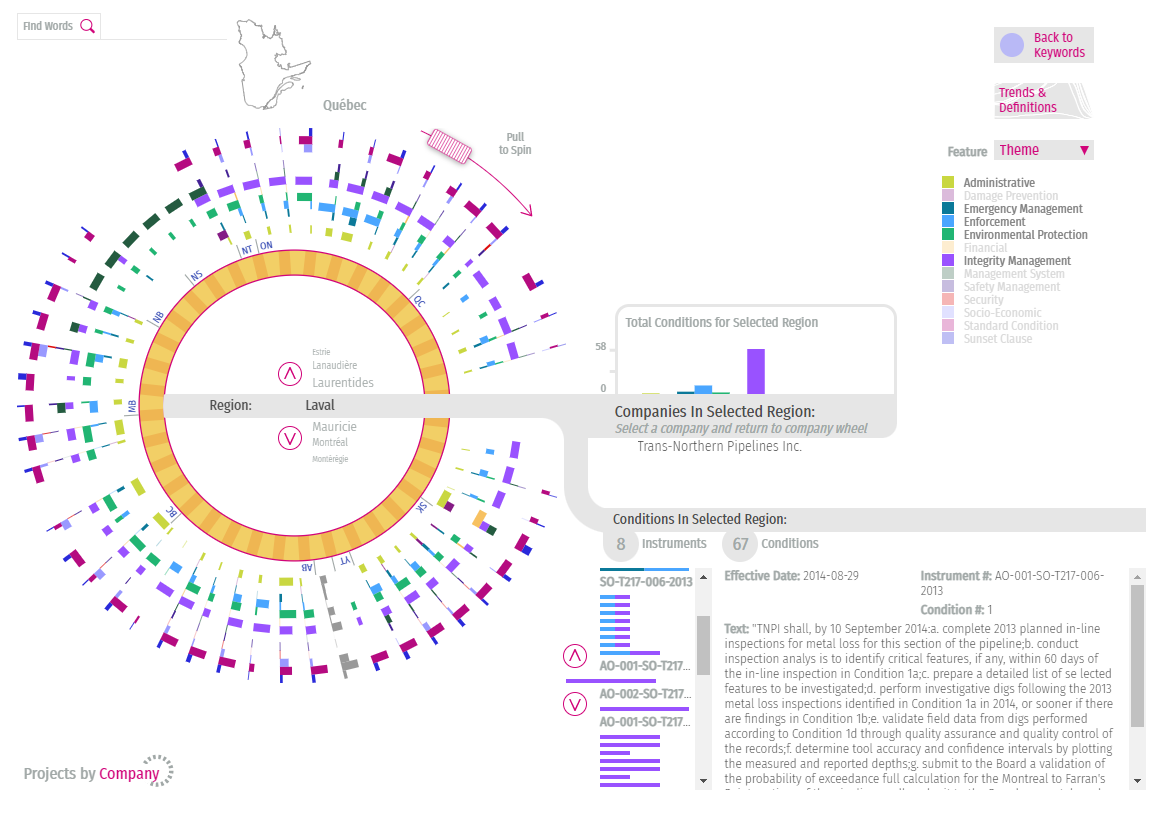 Find Words
Québec
Pull
to Spin
Back to
Keywords
Trends &
Definitions
Feature Theme
Administrative
Damage Prevention
Emergency Management
Enforcement
Environmental Protection
Financial
Integrity Management
Management System
Safety Management
Security
Socio-Economic
Standard Condition
Sunset Clause
NT
ON
NS
QC
NB
MB
BC
SK
AB
YT
Estrie
Lanaudière
Laurentides
Region: Laval
Mauricie
Montréal
Montérégie
Total Conditions for Selected Region
58
0
Companies In Selected Region:
Select a company and return to company wheel
Trans-Northern Pipelines Inc.
Conditions In Selected Region:
8 Instruments 67 Conditions
SO-T217-006-2013
AO-001-SO-T217...
AO-002-SO-T217...
AO-001-SO-T217...
Effective Date: 2014-08-29
Instrument #: AO-001-SO-T217-006-
2013
Condition #: 1
Text: "TNPI shall, by 10 September 2014:a. complete 2013 planned in-line
inspections for metal loss for this section of the pipeline;b. conduct
inspection analys is to identify critical features, if any, within 60 days of
the in-line inspection in Condition 1a;c. prepare a detailed list of se lected
features to be investigated;d. perform investigative digs following the 2013
metal loss inspections identified in Condition 1a in 2014, or sooner if there
are findings in Condition 1b;e. validate field data from digs performed
according to Condition 1d through quality assurance and quality control of
the records;f. determine tool accuracy and confidence intervals by plotting
the measured and reported depths;g. submit to the Board a validation of
the probability of exceedance full calculation for the Montreal to Farran's
Projects by Company